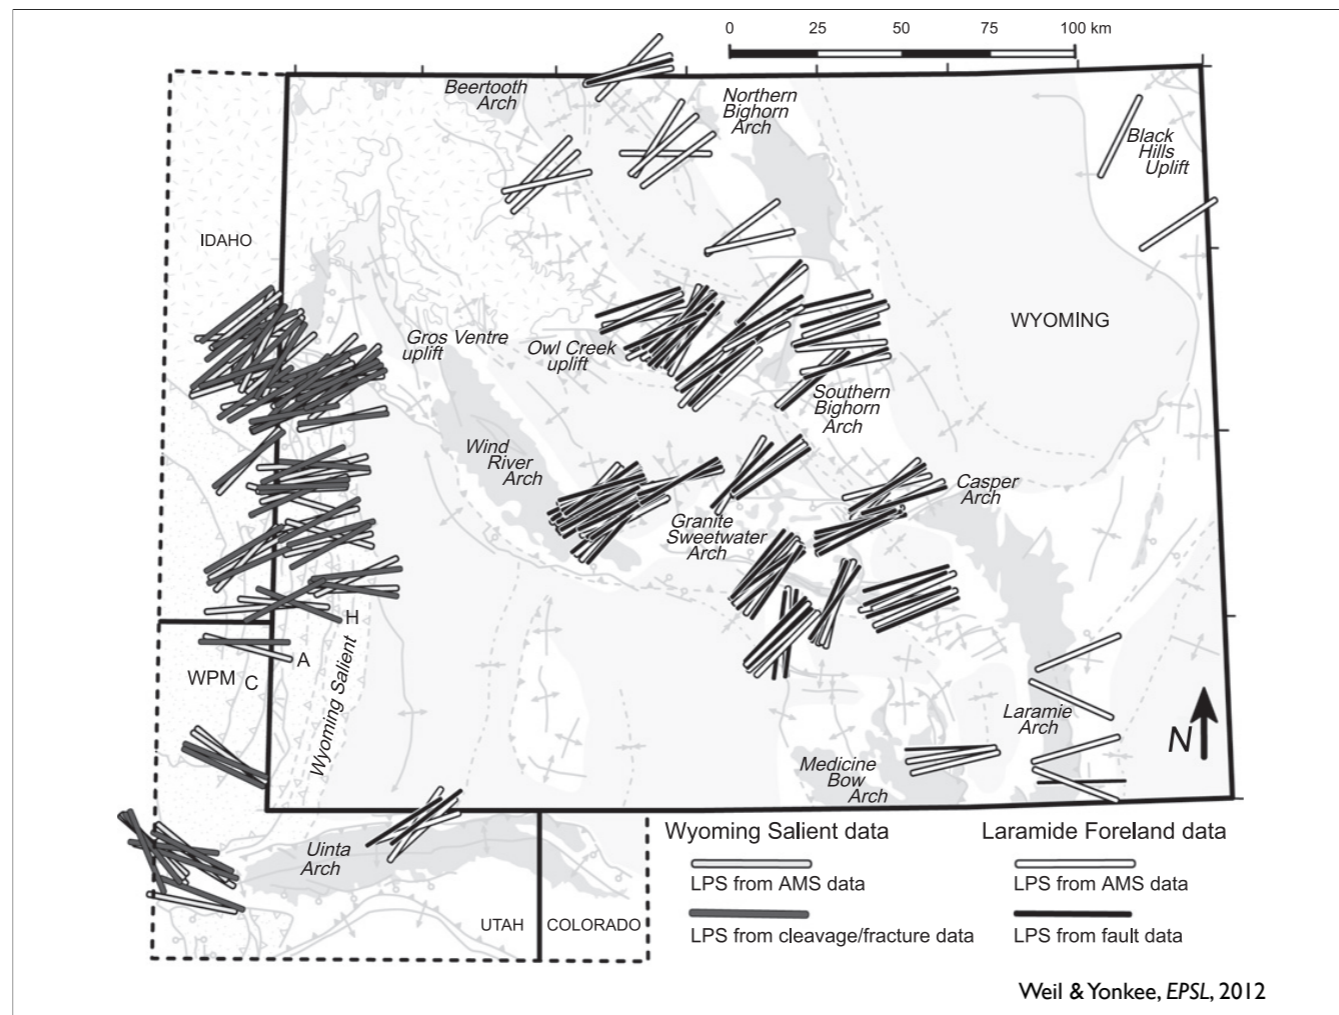 0 25 50 75 100 km
Beertooth
Arch
Northern
Bighorn
Arch
Black
Hills
Uplift
IDAHO
WYOMING
Gros Ventre
uplift
Owl Creek
uplift
Southern
Bighorn
Arch
Wind
River
Arch
Casper
Arch
Granite
Sweetwater
Arch
H
A
WPM
C
Wyoming Salient
Laramie
Arch
N
Medicine
Bow
Arch
Uinta
Arch
UTAH
COLORADO
Wyoming Salient data
LPS from AMS data
LPS from cleavage/fracture data
Laramide Foreland data
LPS from AMS data
LPS from fault data
Weil & Yonkee, EPSL, 2012